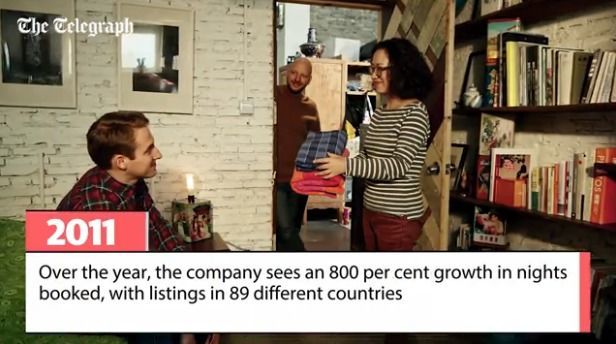 The Telegraph
2011
Over the year, the company sees an 800 per cent growth in nights
booked, with listings in 89 different countries